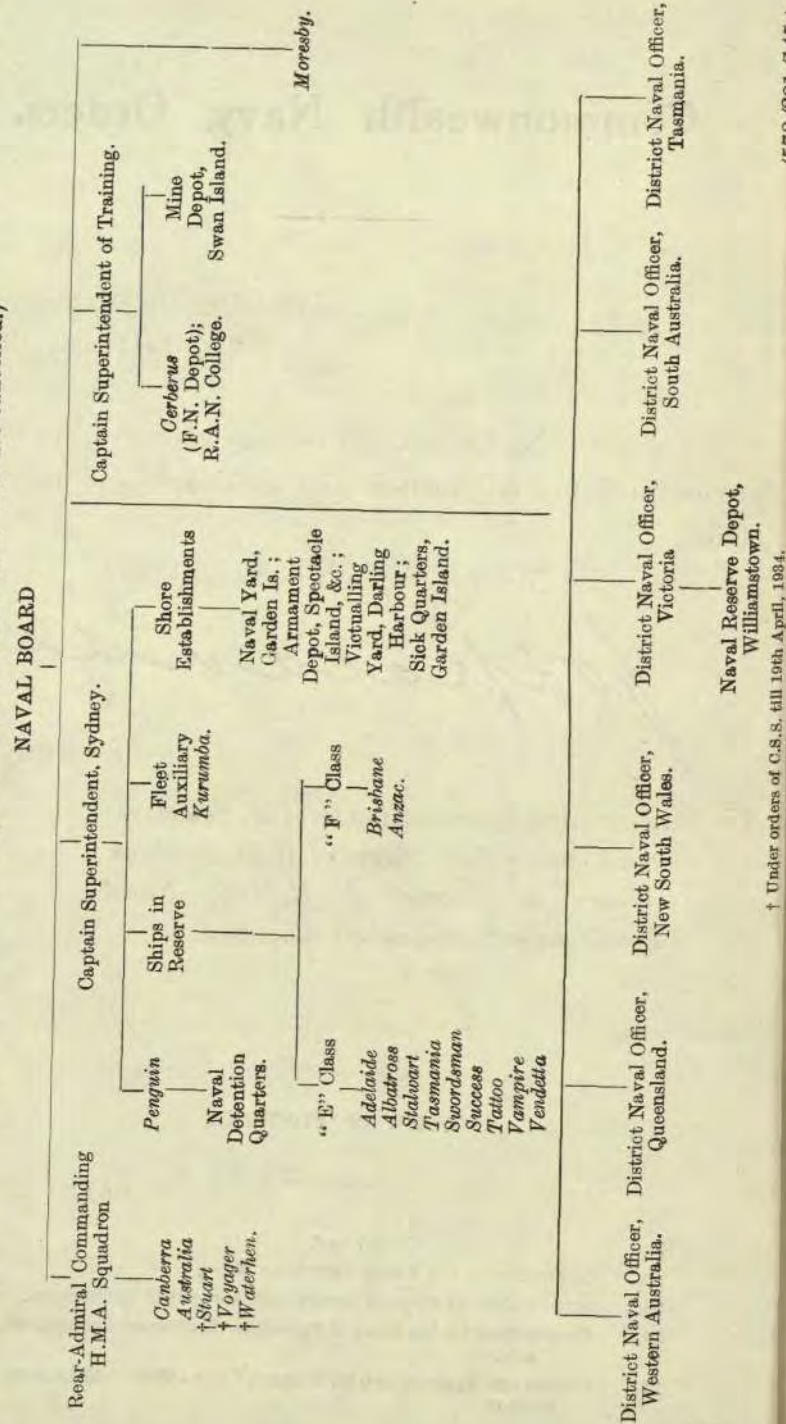 NAVAL BOARD
Rear-Admiral Commanding
H.M.A. Squadron
Canberra
Australia
†Stuart
†Voyager
†Waterhen.
Captain Superintendent, Sydney.
Penguin
Naval
Detention
Quarters.
Ships in
Reserve
"E" Class
Adelaide
Albatross
Stalwart
Tasmania
Swordsman
Success
Tattoo
Vampire
Vendetta
"F" Class
Brisbane
Anzac.
Fleet
Auxiliary
Kurumba.
Shore
Establishments
Naval Yard,
Garden Is.;
Armament
Depot, Spectacle
Island, &c.;
Victualling
Yard, Darling
Harbour;
Sick Quarters,
Garden Island.
Captain Superintendent of Training.
Cerberus
(F.N. Depot);
R.A.N. College.
Mine
Depot,
Swan Island.
Moresby.
District Naval Officer,
Western Australia.
District Naval Officer,
Queensland.
District Naval Officer,
New South Wales.
District Naval Officer,
Victoria
Naval Reserve Depot,
Williamstown.
District Naval Officer,
South Australia.
District Naval Officer,
Tasmania.
† Under orders of C.S.S. till 19th April, 1934.